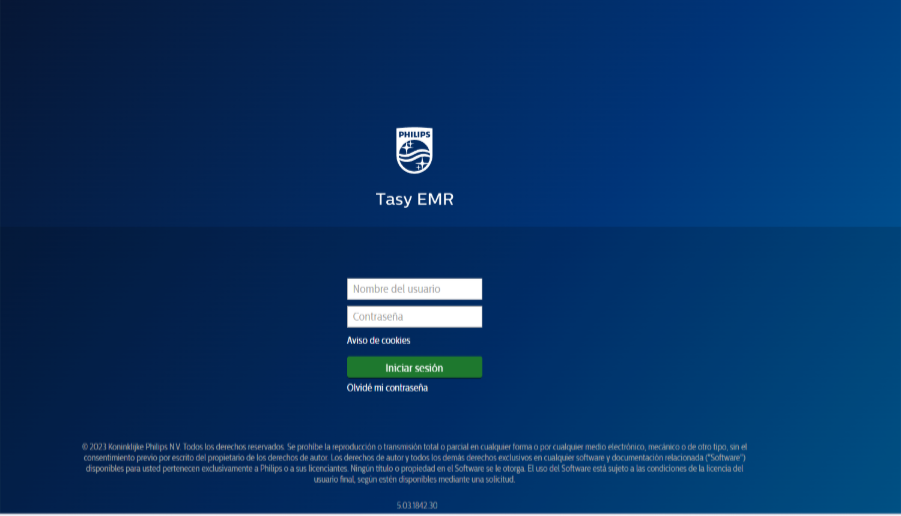 PHILIPS
Tasy EMR
Nombre del usuario
Contraseña
Aviso de cookies
Iniciar sesión
Olvidé mi contraseña
© 2023 Koninklijke Philips N.V. Todos los derechos reservados. Se prohíbe la reproducción o transmisión total o parcial en cualquier forma o por cualquier medio electrónico, mecánico o de otro tipo, sin el
consentimiento previo por escrito del propietario de los derechos de autor. Los derechos de autor y todos los demás derechos exclusivos en cualquier software y documentación relacionada ("Software")
disponibles para usted pertenecen exclusivamente a Philips o a sus licenciantes. Ningún título o propiedad en el Software se le otorga. El uso del Software está sujeto a las condiciones de la licencia del
usuario final, según estén disponibles mediante una solicitud.
5.03.1842.30